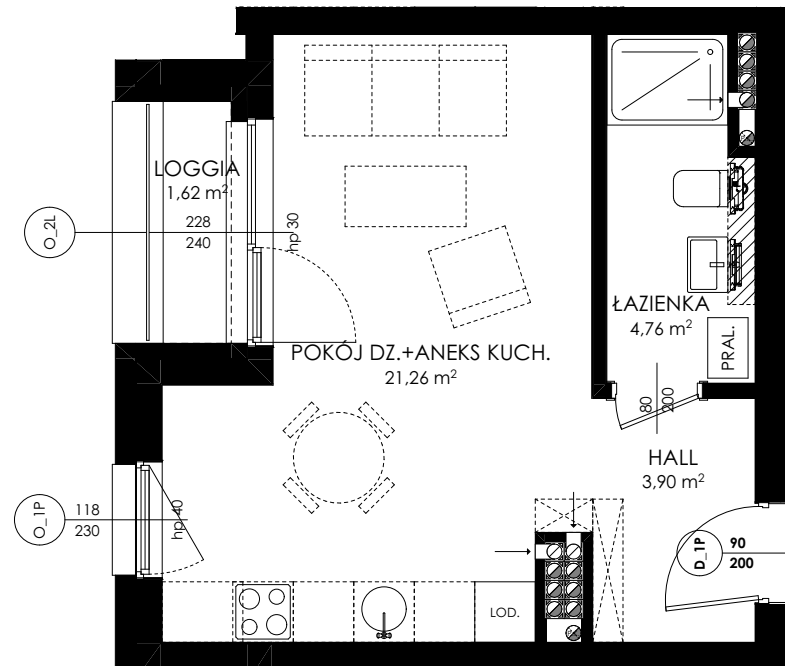 LOGGIA
1,62 m²
O_2L
228
240
hp 30
ŁAZIENKA
4,76 m²
PRAL.
POKÓJ DZ.+ANEKS KUCH.
21,26 m²
80
200
HALL
3,90 m²
O_1P
118
230
hp 40
D_1P
90
200
LOD.